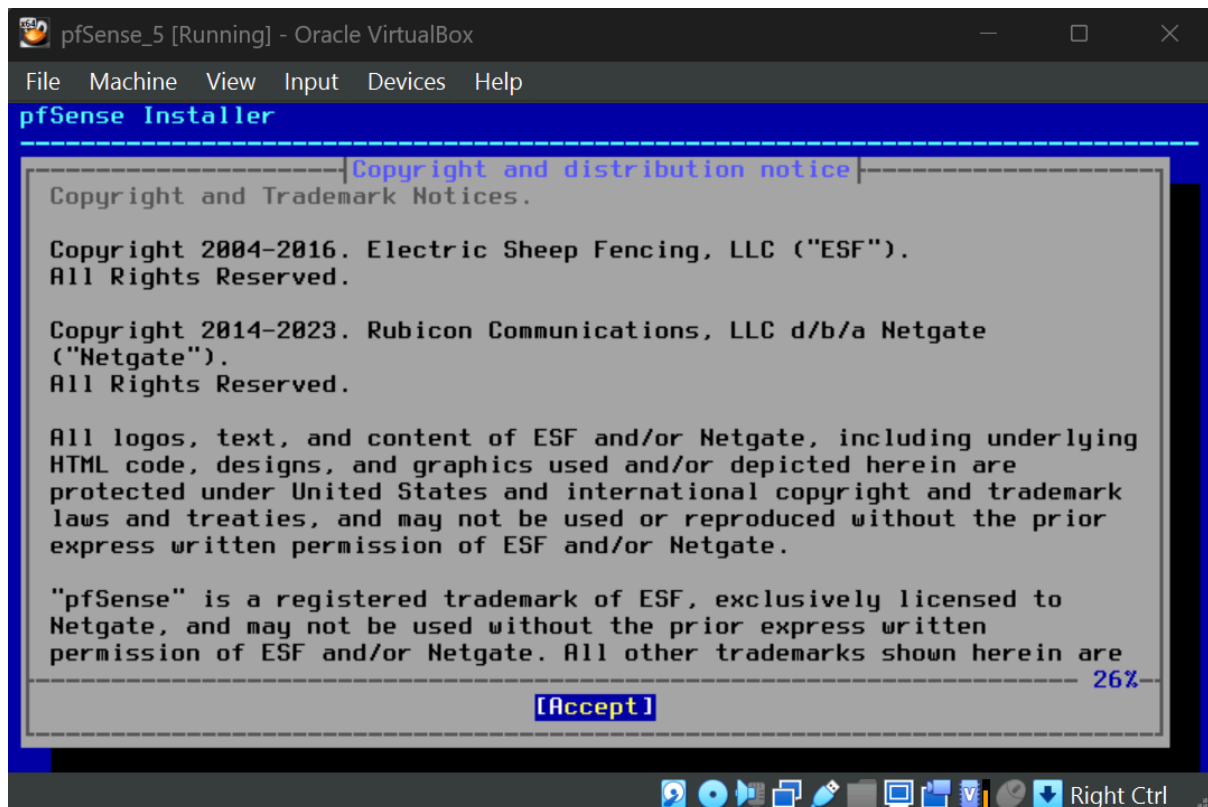 pfSense_5 [Running] - Oracle VirtualBox
File Machine View Input Devices Help
pfSense Installer
Copyright and distribution notice
Copyright and Trademark Notices.
Copyright 2004-2016. Electric Sheep Fencing, LLC ("ESF").
All Rights Reserved.
Copyright 2014-2023. Rubicon Communications, LLC d/b/a Netgate
("Netgate").
All Rights Reserved.
All logos, text, and content of ESF and/or Netgate, including underlying
HTML code, designs, and graphics used and/or depicted herein are
protected under United States and international copyright and trademark
laws and treaties, and may not be used or reproduced without the prior
express written permission of ESF and/or Netgate.
"pfSense" is a registered trademark of ESF, exclusively licensed to
Netgate, and may not be used without the prior express written
permission of ESF and/or Netgate. All other trademarks shown herein are
26%
[Accept]
Right Ctrl